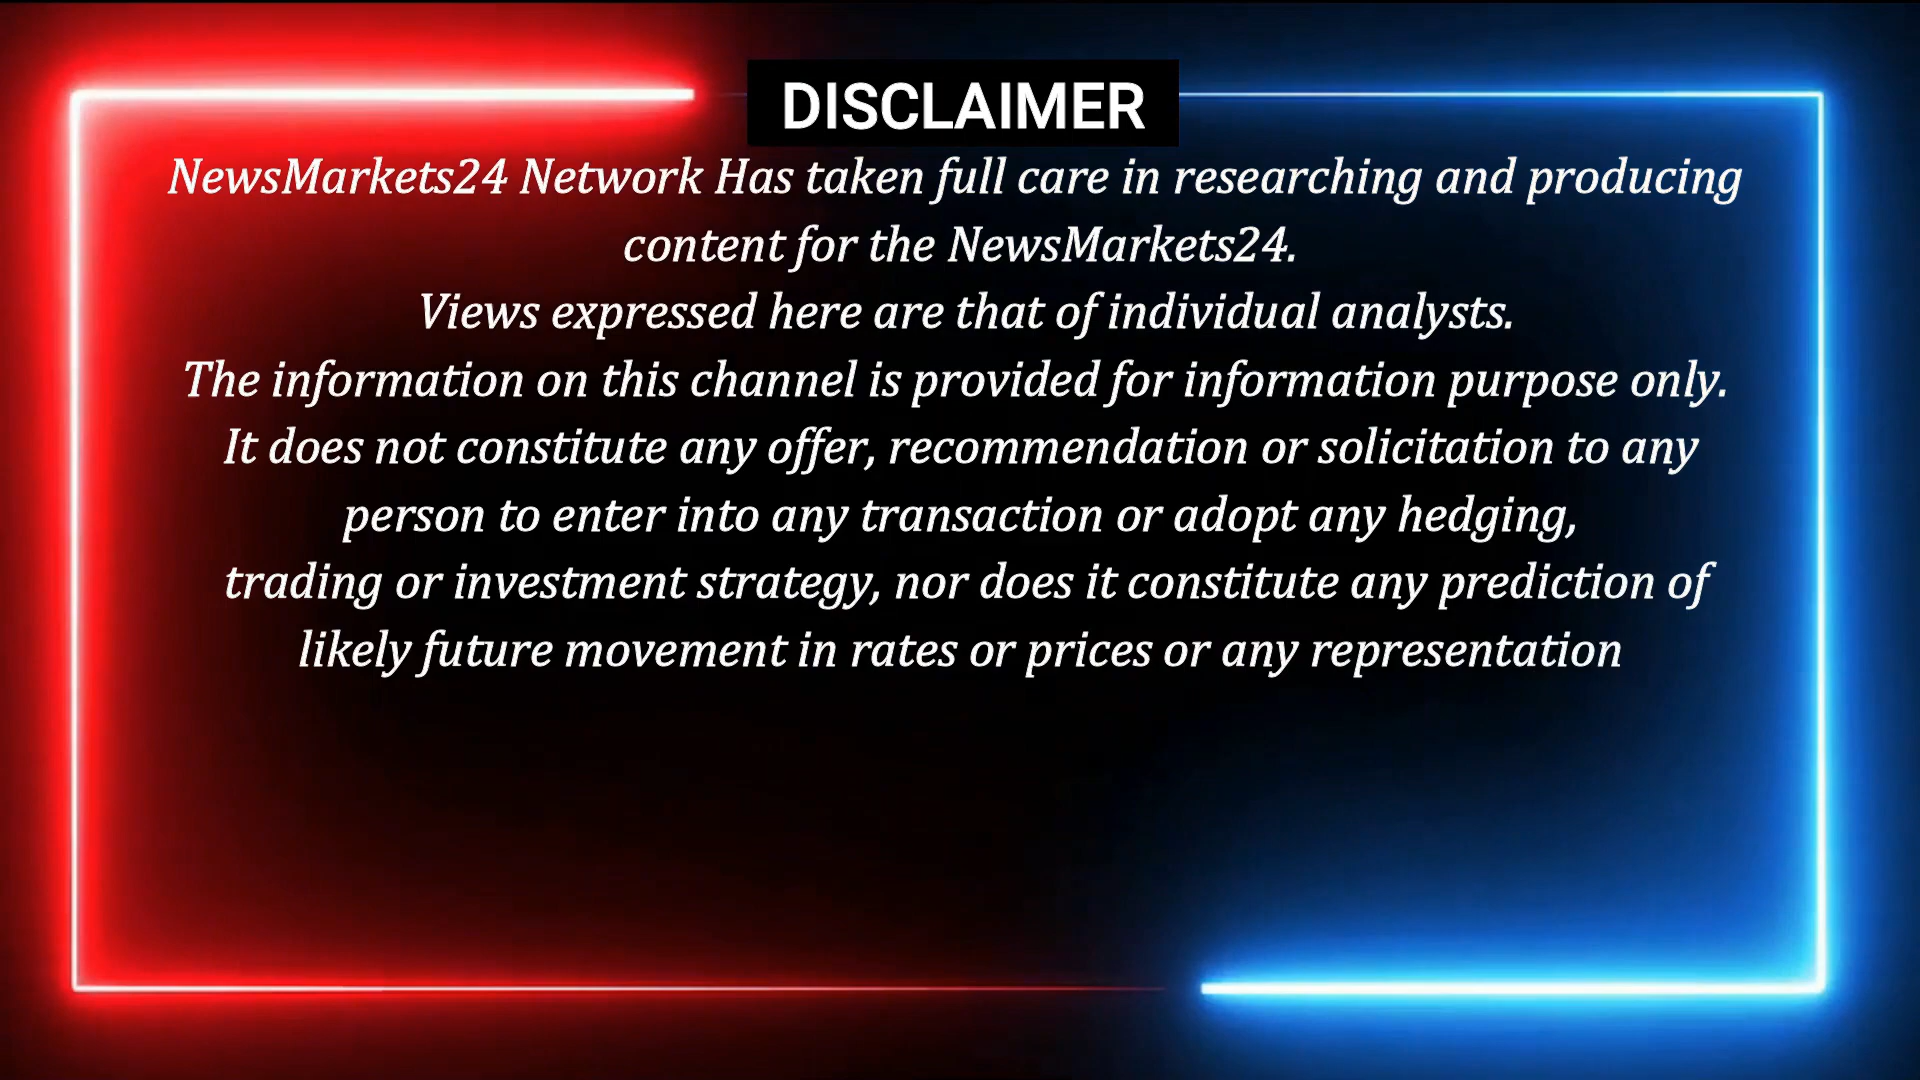 DISCLAIMER
NewsMarkets24 Network Has taken full care in researching and producing
content for the NewsMarkets24.
Views expressed here are that of individual analysts.
The information on this channel is provided for information purpose only.
It does not constitute any offer, recommendation or solicitation to any
person to enter into any transaction or adopt any hedging,
trading or investment strategy, nor does it constitute any prediction of
likely future movement in rates or prices or any representation